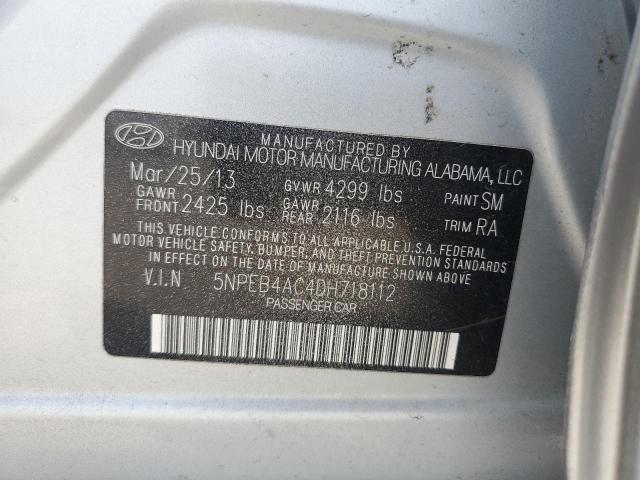 MANUFACTURED BY
HYUNDAI MOTOR MANUFACTURING ALABAMA, LLC
Mar/25/13 GVWR 4299 lbs PAINT SM
GAWR FRONT 2425 lbs GAWR REAR 2116 lbs TRIM RA
THIS VEHICLE CONFORMS TO ALL APPLICABLE U.S.A. FEDERAL
MOTOR VEHICLE SAFETY, BUMPER, AND THEFT PREVENTION STANDARDS
IN EFFECT ON THE DATE OF MANUFACTURE SHOWN ABOVE.
V.I.N 5NPEB4AC4DH718112
PASSENGER CAR